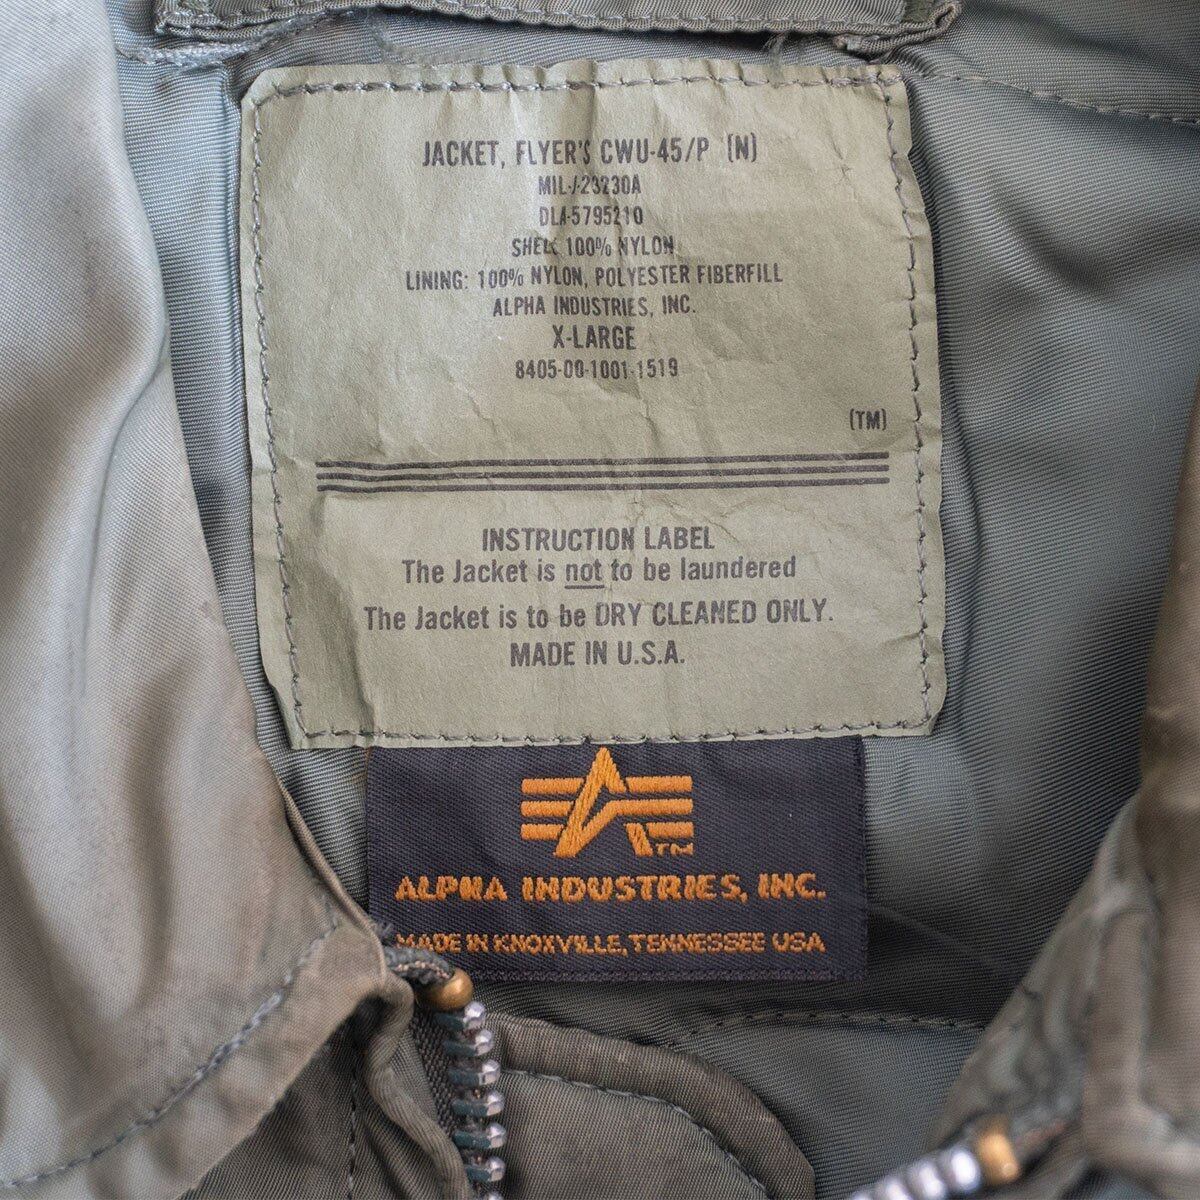 JACKET, FLYER'S CWU-45/P (N)
MIL-J-23230A
DLA-5795210
SHELL 100% NYLON
LINING: 100% NYLON, POLYESTER FIBERFILL
ALPHA INDUSTRIES, INC.
X-LARGE
8405-00-1001-1519
(TM)
INSTRUCTION LABEL
The Jacket is not to be laundered
The Jacket is to be DRY CLEANED ONLY.
MADE IN U.S.A.
TM
ALPHA INDUSTRIES, INC.
MADE IN KNOXVILLE, TENNESSEE USA